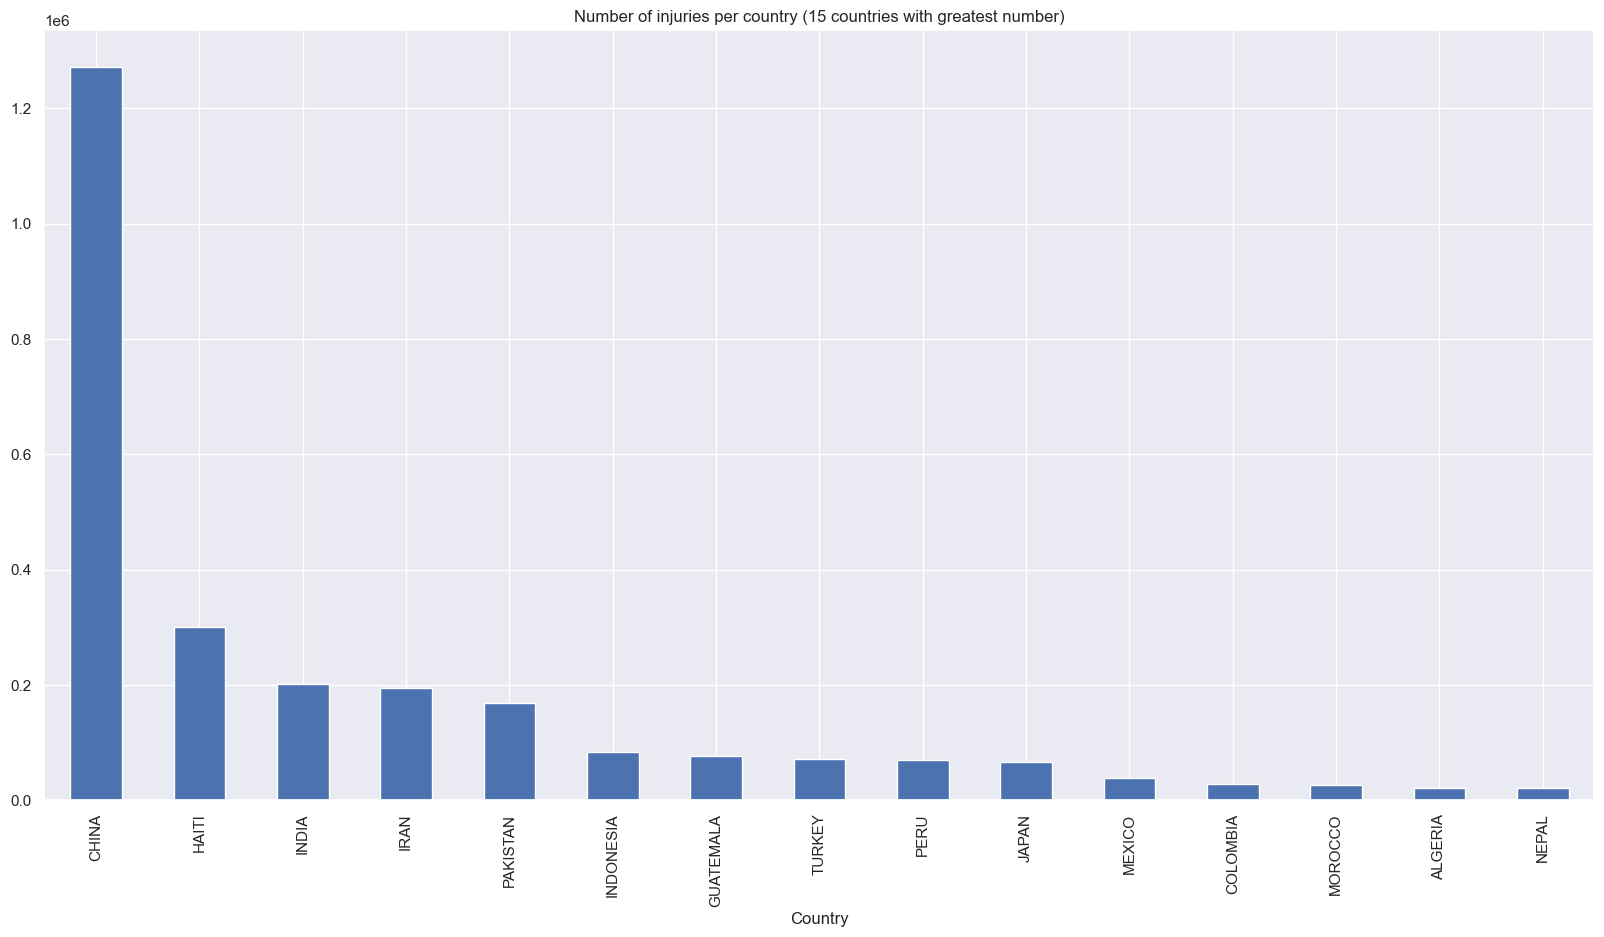 Number of injuries per country (15 countries with greatest number)
1e6
1.2
1.0
0.8
0.6
0.4
0.2
0.0
CHINA
HAITI
INDIA
IRAN
PAKISTAN
INDONESIA
GUATEMALA
TURKEY
PERU
JAPAN
MEXICO
COLOMBIA
MOROCCO
ALGERIA
NEPAL
Country